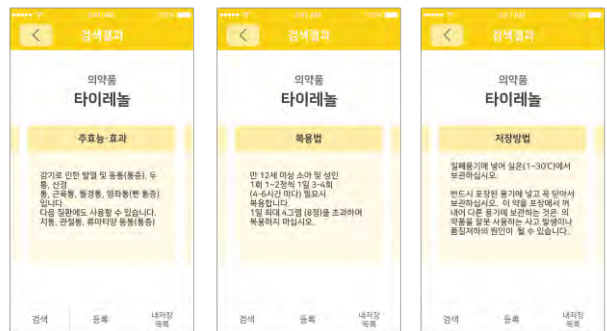 검색결과
의약품
타이레놀
주효능·효과
감기로 인한 발열 및 동통(통증), 두
통, 신경
통, 근육통, 월경통, 염좌통(삔 통증)
입니다.
다음 질환에도 사용할 수 있습니다.
치통, 관절통, 류마티양 동통(통증)
검색
등록
내저장
목록
검색결과
의약품
타이레놀
복용법
만 12세 이상 소아 및 성인
1회 1~2정씩 1일 3-4회
(4-6시간 마다) 필요시
복용합니다.
1일 최대 4그램 (8정)을 초과하여
복용하지 마십시오.
검색
등록
내저장
목록
검색결과
의약품
타이레놀
저장방법
밀폐용기에 넣어 실온(1~30℃)에서
보관하십시오.
반드시 포장된 용기에 넣고 꼭 닫아서
보관하십시오. 이 약을 포장에서 꺼
내어 다른 용기에 보관하는 것은 의
약품을 잘못 사용하는 사고 발생이나
품질저하의 원인이 될 수 있습니다.
검색
등록
내저장
목록